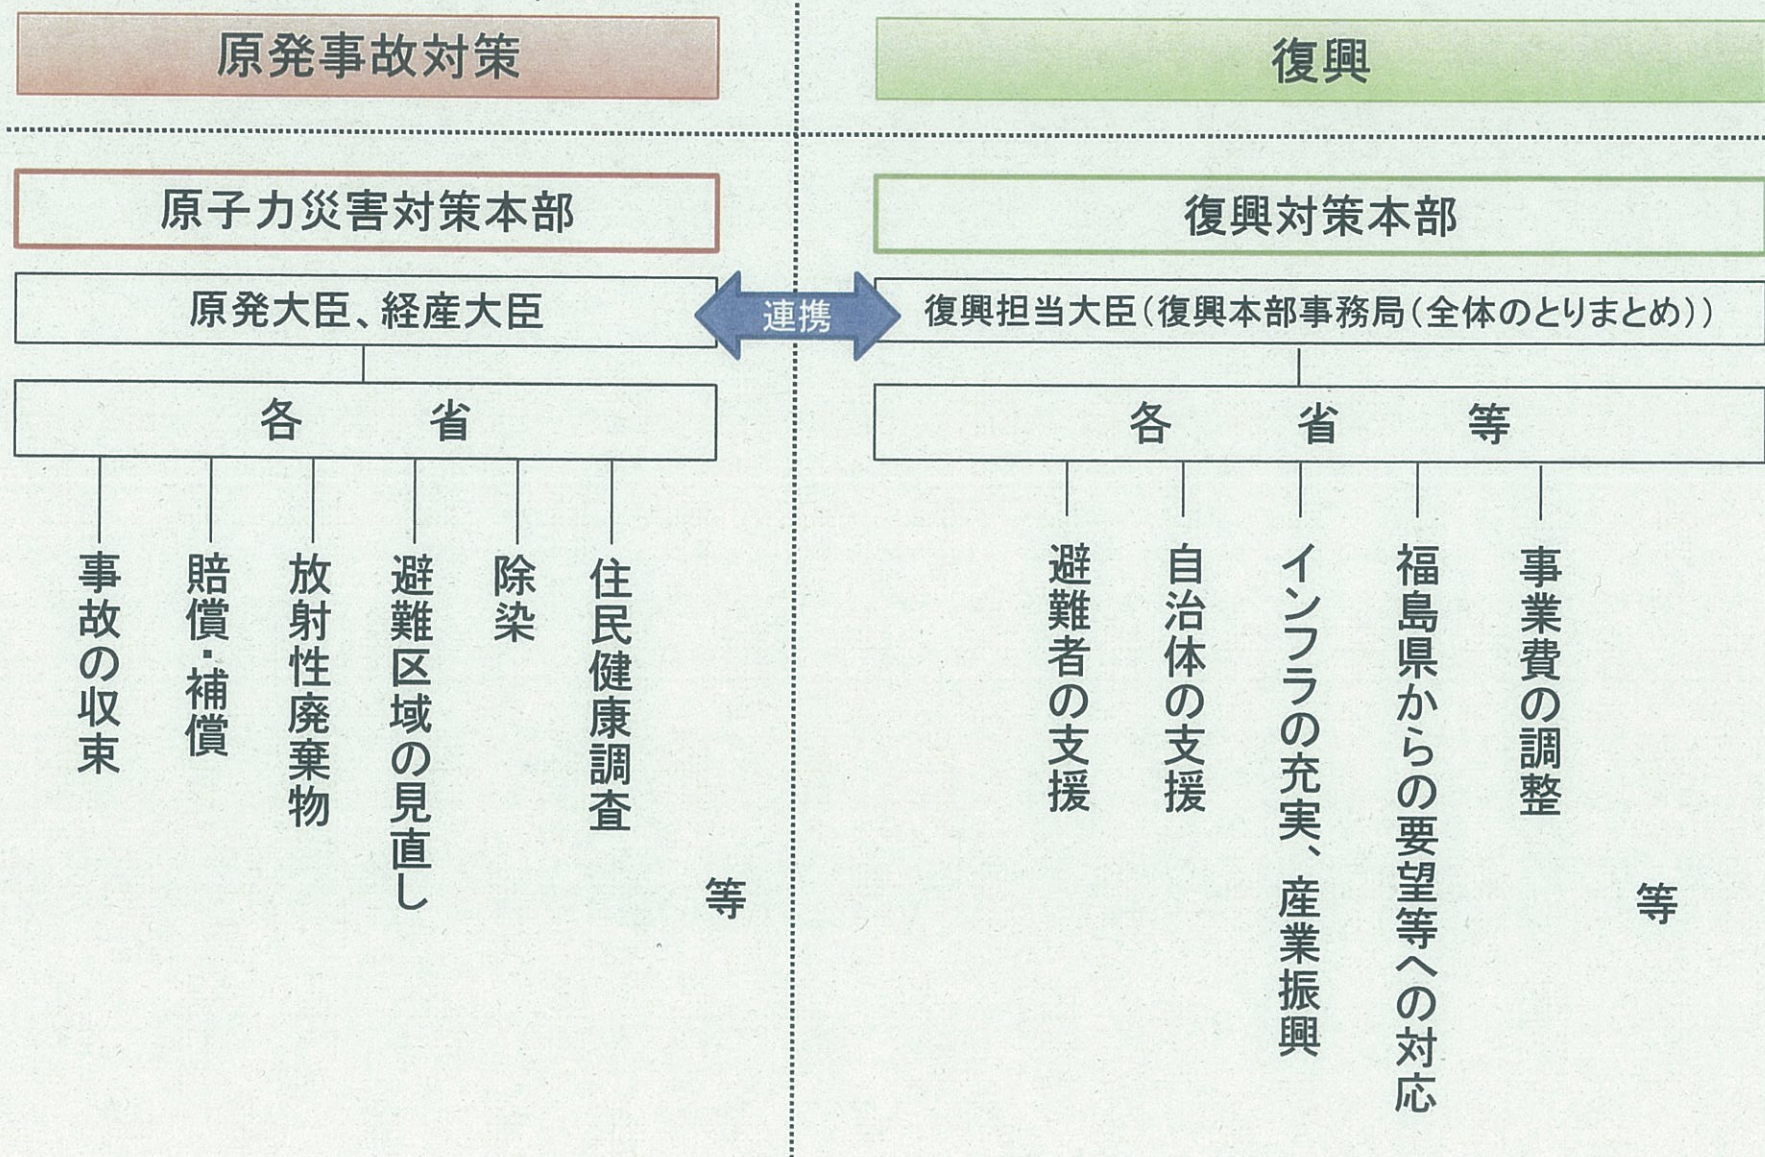 原発事故対策
原子力災害対策本部
原発大臣、経産大臣
各 省
事故の収束
賠償・補償
放射性廃棄物
避難区域の見直し
除染
住民健康調査
等
連携
復興
復興対策本部
復興担当大臣(復興本部事務局(全体のとりまとめ))
各 省 等
避難者の支援
自治体の支援
インフラの充実、産業振興
福島県からの要望等への対応
事業費の調整
等